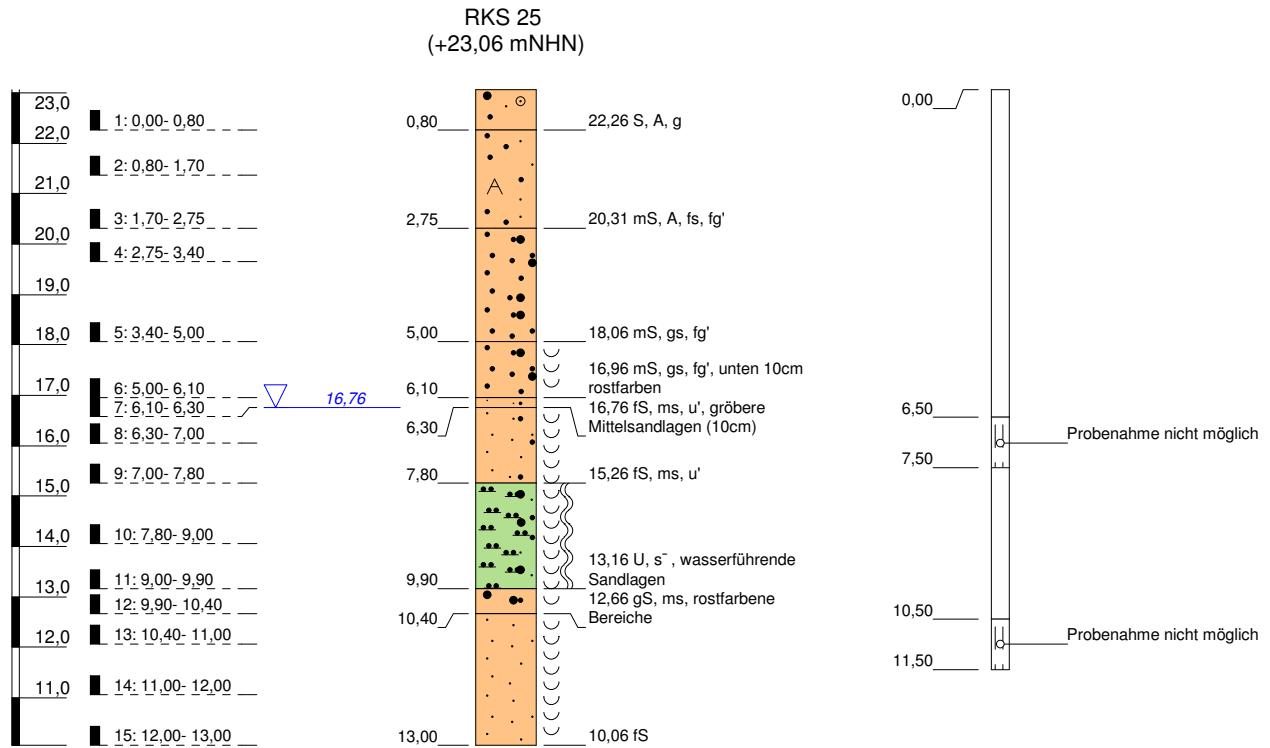 RKS 25
(+23,06 mNHN)
23,0
22,0
21,0
20,0
19,0
18,0
17,0
16,0
15,0
14,0
13,0
12,0
11,0
1: 0,00- 0,80
2: 0,80- 1,70
3: 1,70- 2,75
4: 2,75- 3,40
5: 3,40- 5,00
6: 5,00- 6,10
7: 6,10- 6,30
8: 6,30- 7,00
9: 7,00- 7,80
10: 7,80- 9,00
11: 9,00- 9,90
12: 9,90- 10,40
13: 10,40- 11,00
14: 11,00- 12,00
15: 12,00- 13,00
16,76
0,80
2,75
5,00
6,10
6,30
7,80
9,90
10,40
13,00
A
22,26 S, A, g
20,31 mS, A, fs, fg'
18,06 mS, gs, fg'
16,96 mS, gs, fg', unten 10cm
rostfarben
16,76 fS, ms, u', gröbere
Mittelsandlagen (10cm)
15,26 fS, ms, u'
13,16 U, s¯ , wasserführende
Sandlagen
12,66 gS, ms, rostfarbene
Bereiche
10,06 fS
0,00
6,50
7,50
10,50
11,50
Probenahme nicht möglich
Probenahme nicht möglich